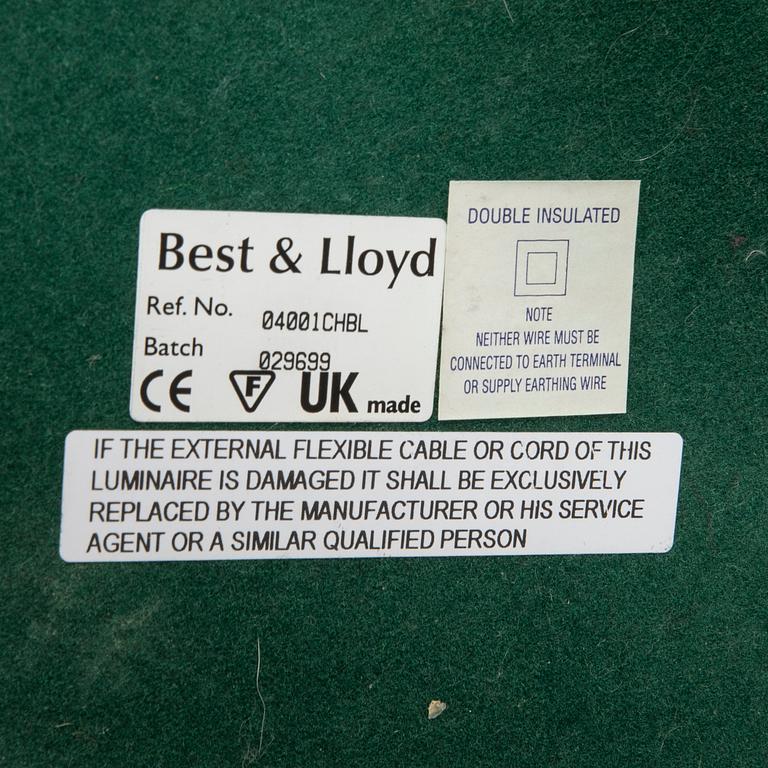 Best & Lloyd
Ref. No. 04001CHBL
Batch 029699
CE F UK made
DOUBLE INSULATED
NOTE
NEITHER WIRE MUST BE
CONNECTED TO EARTH TERMINAL
OR SUPPLY EARTHING WIRE
IF THE EXTERNAL FLEXIBLE CABLE OR CORD OF THIS
LUMINAIRE IS DAMAGED IT SHALL BE EXCLUSIVELY
REPLACED BY THE MANUFACTURER OR HIS SERVICE
AGENT OR A SIMILAR QUALIFIED PERSON